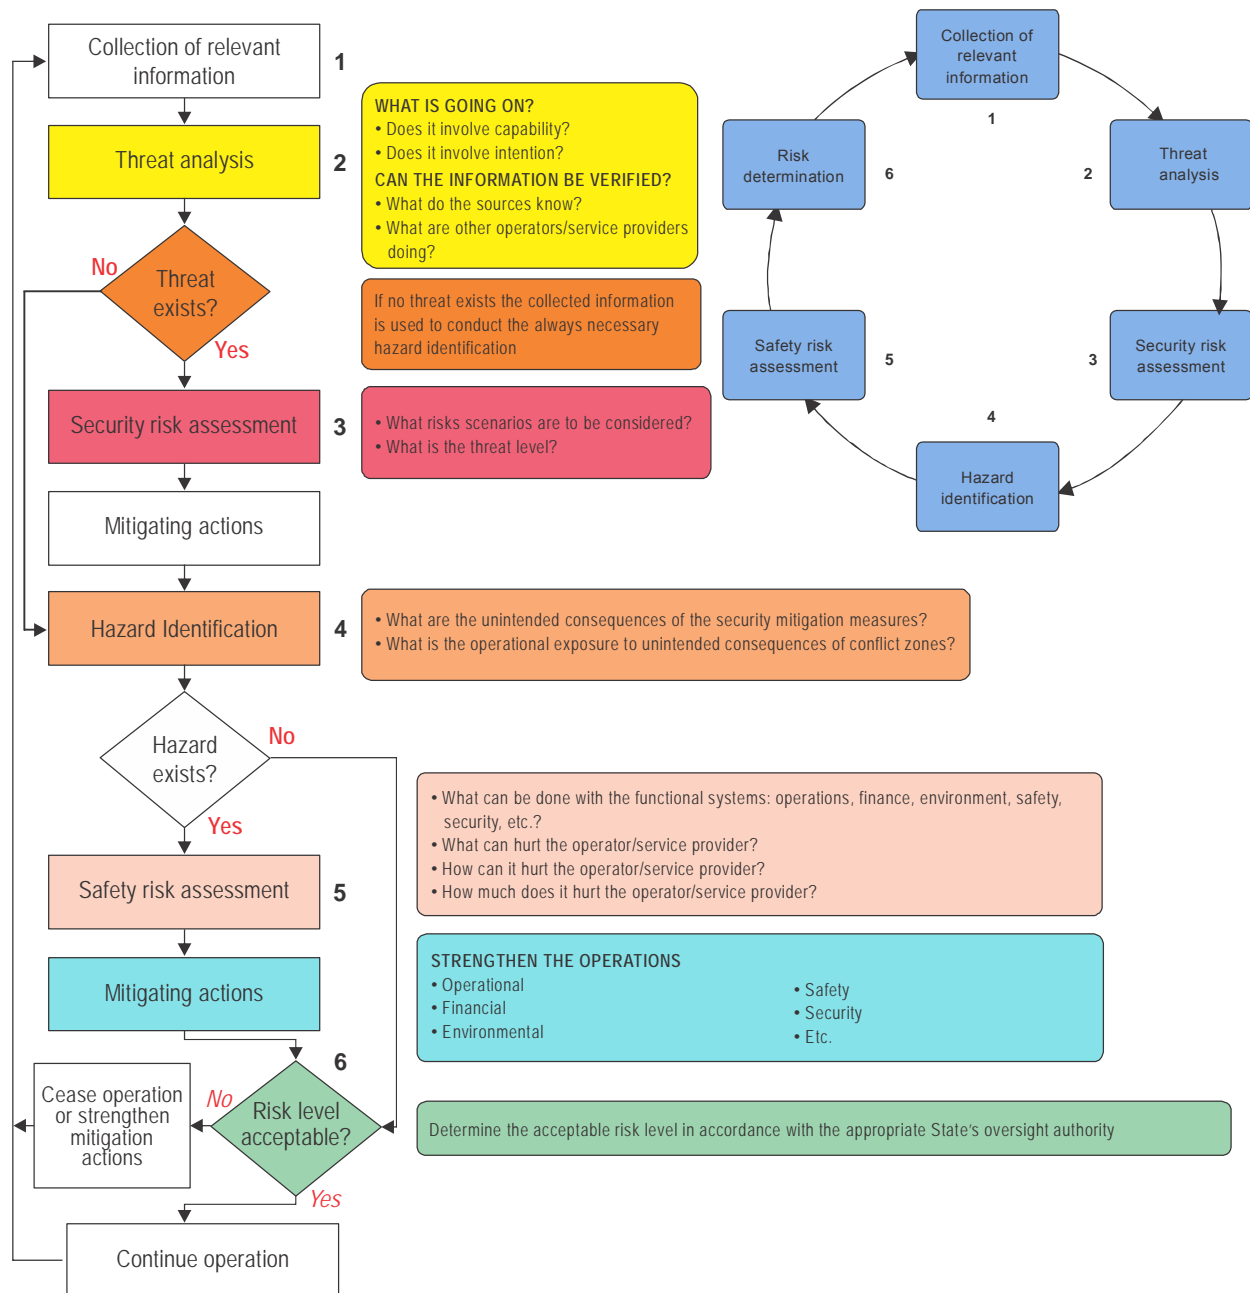 Collection of relevant
information
1
Threat analysis
2
WHAT IS GOING ON?
• Does it involve capability?
• Does it involve intention?
CAN THE INFORMATION BE VERIFIED?
• What do the sources know?
• What are other operators/service providers
doing?
No
Threat
exists?
Yes
If no threat exists the collected information
is used to conduct the always necessary
hazard identification
Security risk assessment
3
• What risks scenarios are to be considered?
• What is the threat level?
Mitigating actions
Hazard Identification
4
• What are the unintended consequences of the security mitigation measures?
• What is the operational exposure to unintended consequences of conflict zones?
Hazard
exists?
No
Yes
Safety risk assessment
5
• What can be done with the functional systems: operations, finance, environment, safety,
security, etc.?
• What can hurt the operator/service provider?
• How can it hurt the operator/service provider?
• How much does it hurt the operator/service provider?
Mitigating actions
STRENGTHEN THE OPERATIONS
• Operational
• Financial
• Environmental
• Safety
• Security
• Etc.
6
Cease operation
or strengthen
mitigation
actions
No
Risk level
acceptable?
Yes
Determine the acceptable risk level in accordance with the appropriate State's oversight authority
Continue operation
Collection of
relevant
information
1
Threat
analysis
2
Security risk
assessment
3
Hazard
identification
4
Safety risk
assessment
5
Risk
determination
6